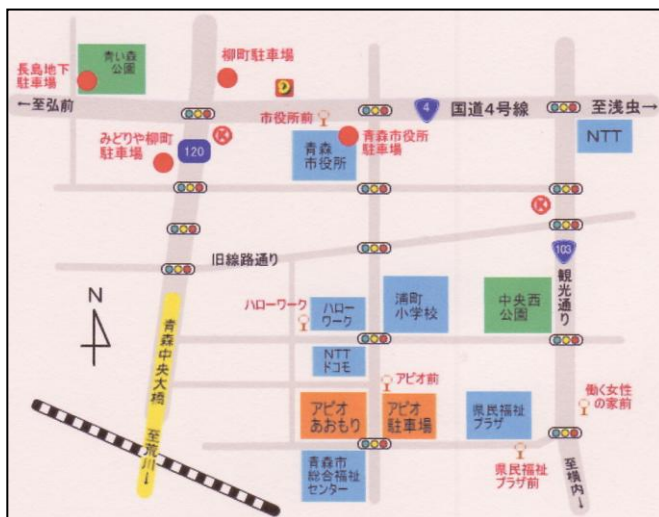 青い森
公園
長島地下
駐車場
柳町駐車場
←至弘前
4
国道4号線
至浅虫→
市役所前
みどりや柳町
駐車場
120
K
青森
市役所
青森市役所
駐車場
NTT
K
旧線路通り
103
観光通り
N
ハローワーク
ハロー
ワーク
浦町
小学校
中央西
公園
青森中央大橋
NTT
ドコモ
アピオ前
働く女性
の家前
アピオ
あおもり
アピオ
駐車場
県民福祉
プラザ
至荒川→
青森市
総合福祉
センター
県民福祉
プラザ前
至横内→